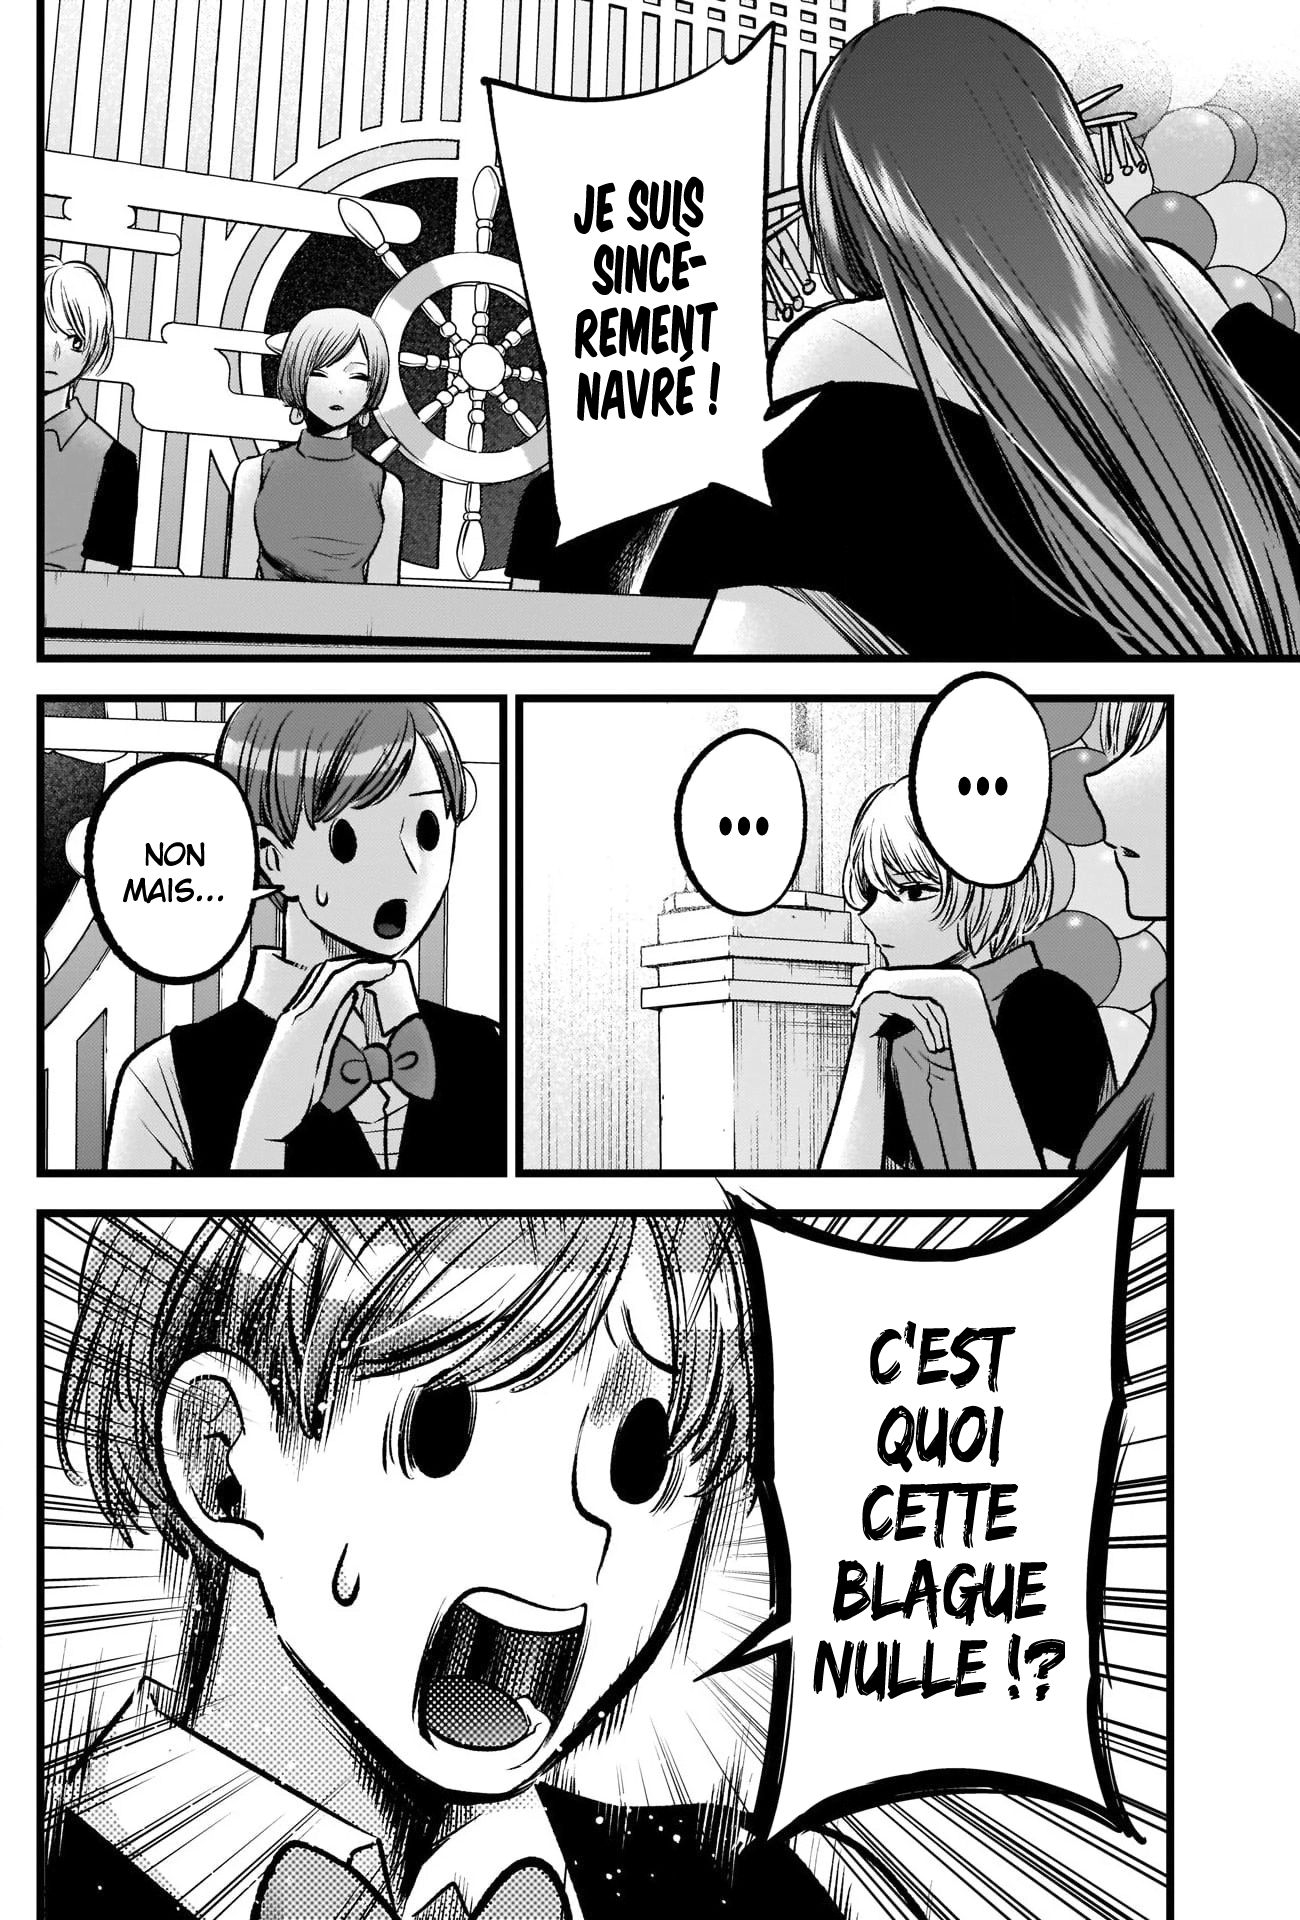 JE SUIS
SINCE-
REMENT
NAVRÉ !
...
...
NON
MAIS...
C'EST
QUOI
CETTE
BLAGUE
NULLE !?